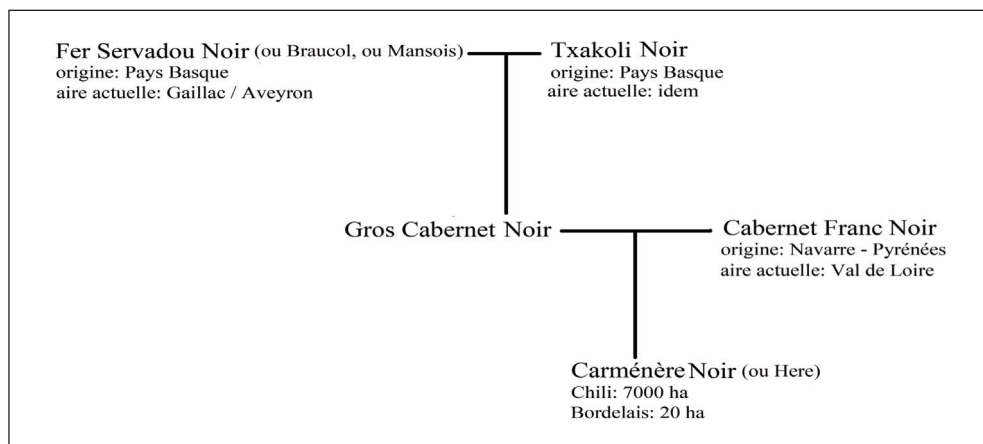 Fer Servadou Noir (ou Braucol, ou Mansois)
origine: Pays Basque
aire actuelle: Gaillac / Aveyron
Txakoli Noir
origine: Pays Basque
aire actuelle: idem
Gros Cabernet Noir
Cabernet Franc Noir
origine: Navarre - Pyrénées
aire actuelle: Val de Loire
Carménère Noir (ou Here)
Chili: 7000 ha
Bordelais: 20 ha